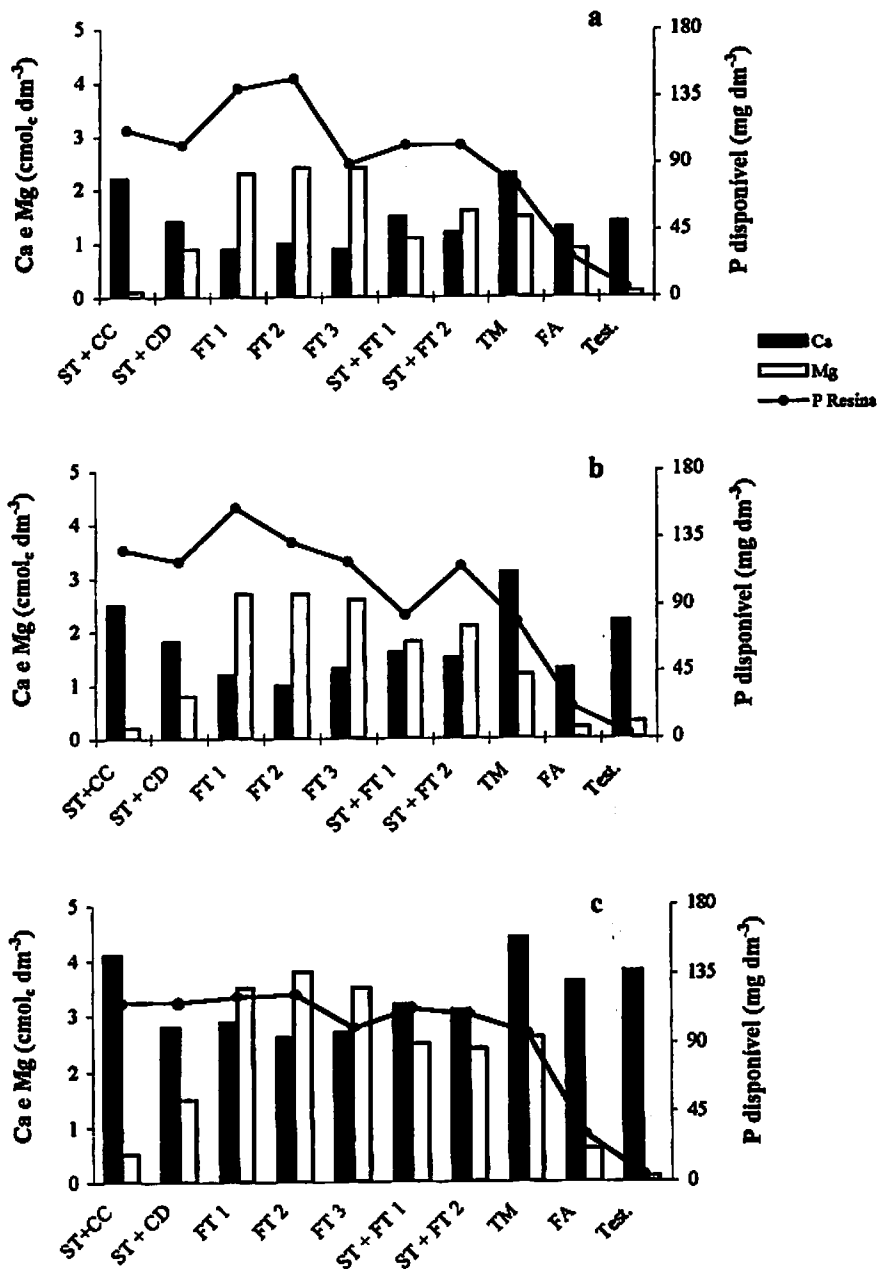 a
Ca e Mg (cmolc dm-3)
5
4
3
2
1
0
180
135
90
45
0
P disponível (mg dm-3)
ST + CC
ST + CD
FT 1
FT 2
FT 3
ST + FT 1
ST + FT 2
TM
FA
Test.
Ca
Mg
P Resina
b
Ca e Mg (cmolc dm-3)
5
4
3
2
1
0
180
135
90
45
0
P disponível (mg dm-3)
ST+CC
ST + CD
FT 1
FT 2
FT 3
ST + FT 1
ST + FT 2
TM
FA
Test.
c
Ca e Mg (cmolc dm-3)
5
4
3
2
1
0
180
135
90
45
0
P disponível (mg dm-3)
ST+CC
ST + CD
FT 1
FT 2
FT 3
ST + FT 1
ST + FT 2
TM
FA
Test.